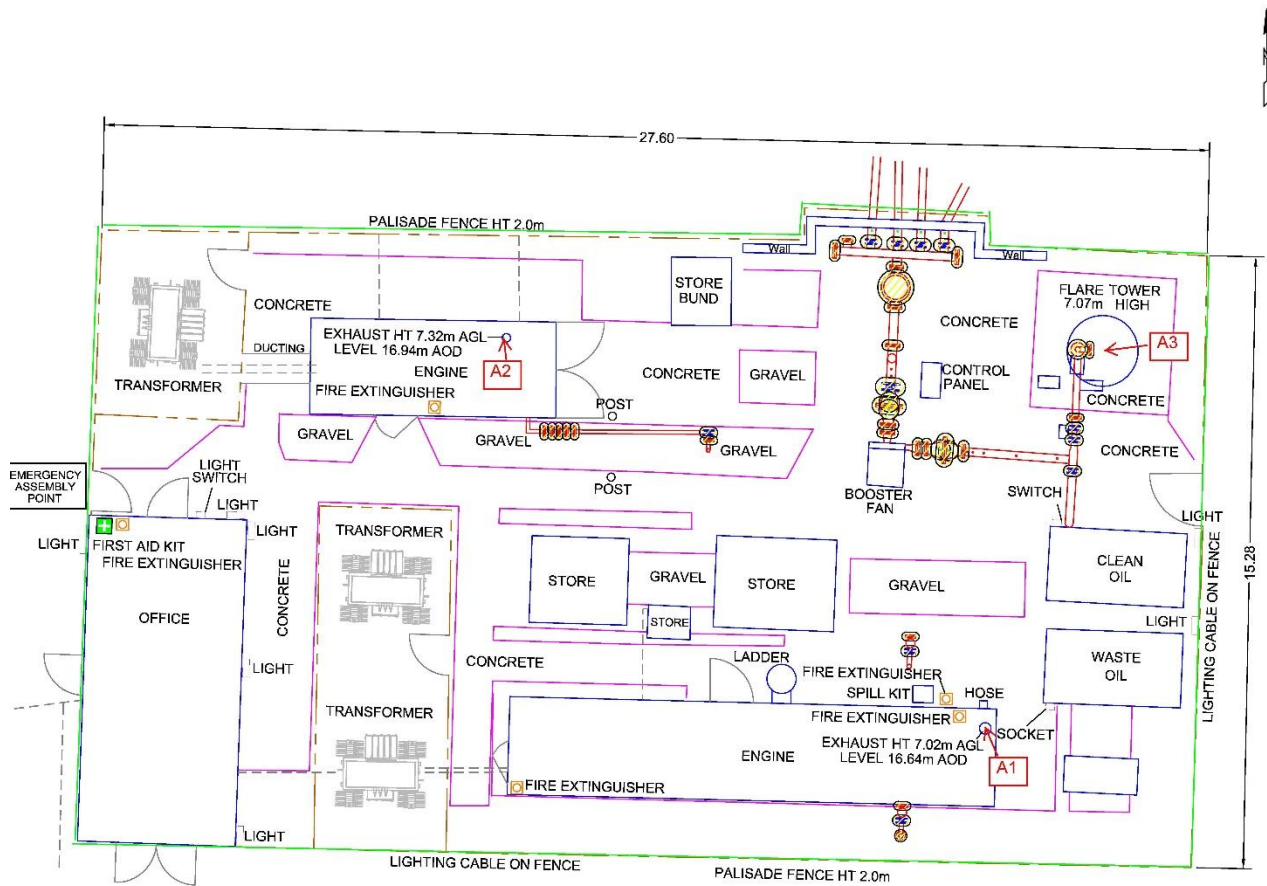 N
27.60
PALISADE FENCE HT 2.0m
Wall
Wall
STORE
BUND
FLARE TOWER
7.07m HIGH
A3
CONCRETE
CONCRETE
EXHAUST HT 7.32m AGL
LEVEL 16.94m AOD
ENGINE
A2
FIRE EXTINGUISHER
DUCTING
TRANSFORMER
CONCRETE
GRAVEL
CONTROL
PANEL
CONCRETE
POST
GRAVEL
GRAVEL
GRAVEL
CONCRETE
EMERGENCY
ASSEMBLY
POINT
LIGHT
SWITCH
LIGHT
POST
BOOSTER
FAN
SWITCH
LIGHT
LIGHT
LIGHT
FIRST AID KIT
FIRE EXTINGUISHER
TRANSFORMER
15.28
OFFICE
CONCRETE
STORE
GRAVEL
STORE
GRAVEL
CLEAN
OIL
STORE
LIGHT
LIGHTING CABLE ON FENCE
LIGHT
CONCRETE
LADDER
FIRE EXTINGUISHER
SPILL KIT
HOSE
WASTE
OIL
TRANSFORMER
FIRE EXTINGUISHER
SOCKET
ENGINE
EXHAUST HT 7.02m AGL
LEVEL 16.64m AOD
A1
FIRE EXTINGUISHER
LIGHT
LIGHTING CABLE ON FENCE
PALISADE FENCE HT 2.0m